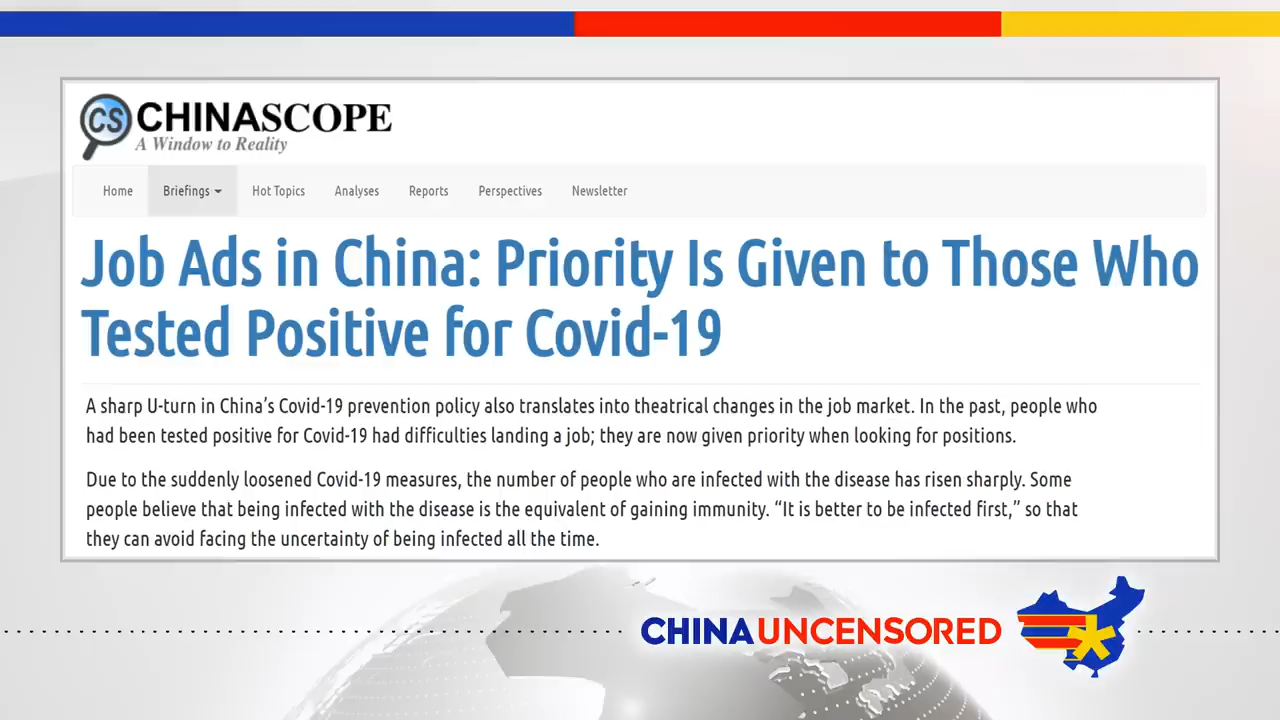 CS CHINASCOPE
A Window to Reality
Home Briefings Hot Topics Analyses Reports Perspectives Newsletter
Job Ads in China: Priority Is Given to Those Who
Tested Positive for Covid-19
A sharp U-turn in China’s Covid-19 prevention policy also translates into theatrical changes in the job market. In the past, people who
had been tested positive for Covid-19 had difficulties landing a job; they are now given priority when looking for positions.
Due to the suddenly loosened Covid-19 measures, the number of people who are infected with the disease has risen sharply. Some
people believe that being infected with the disease is the equivalent of gaining immunity. “It is better to be infected first,” so that
they can avoid facing the uncertainty of being infected all the time.
CHINA UNCENSORED